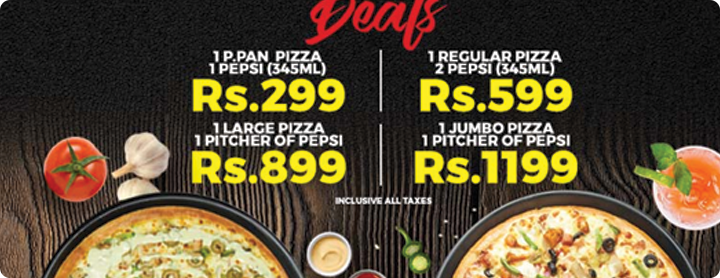 Deals
1 P.PAN PIZZA
1 PEPSI (345ML)
Rs.299
1 REGULAR PIZZA
2 PEPSI (345ML)
Rs.599
1 LARGE PIZZA
1 PITCHER OF PEPSI
Rs.899
1 JUMBO PIZZA
1 PITCHER OF PEPSI
Rs.1199
INCLUSIVE ALL TAXES